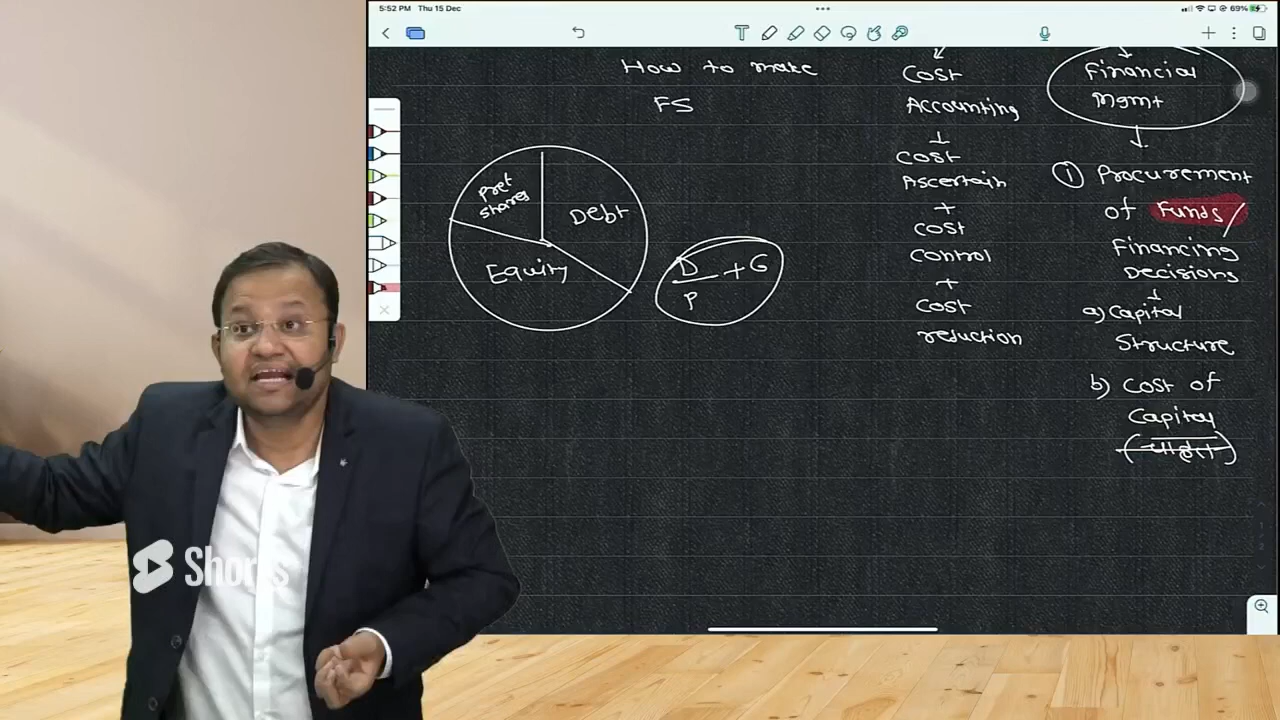 5:52 PM Thu 15 Dec
69%
How to make
FS
Pref
shares
Debt
Equity
D
+G
P
Cost
Accounting
Cost
Ascertain
+
Cost
Control
+
Cost
reduction
Financial
Mgmt
① Procurement
of Funds/
Financing
Decisions
a) Capital
Structure
b) Cost of
Capital
Shorts